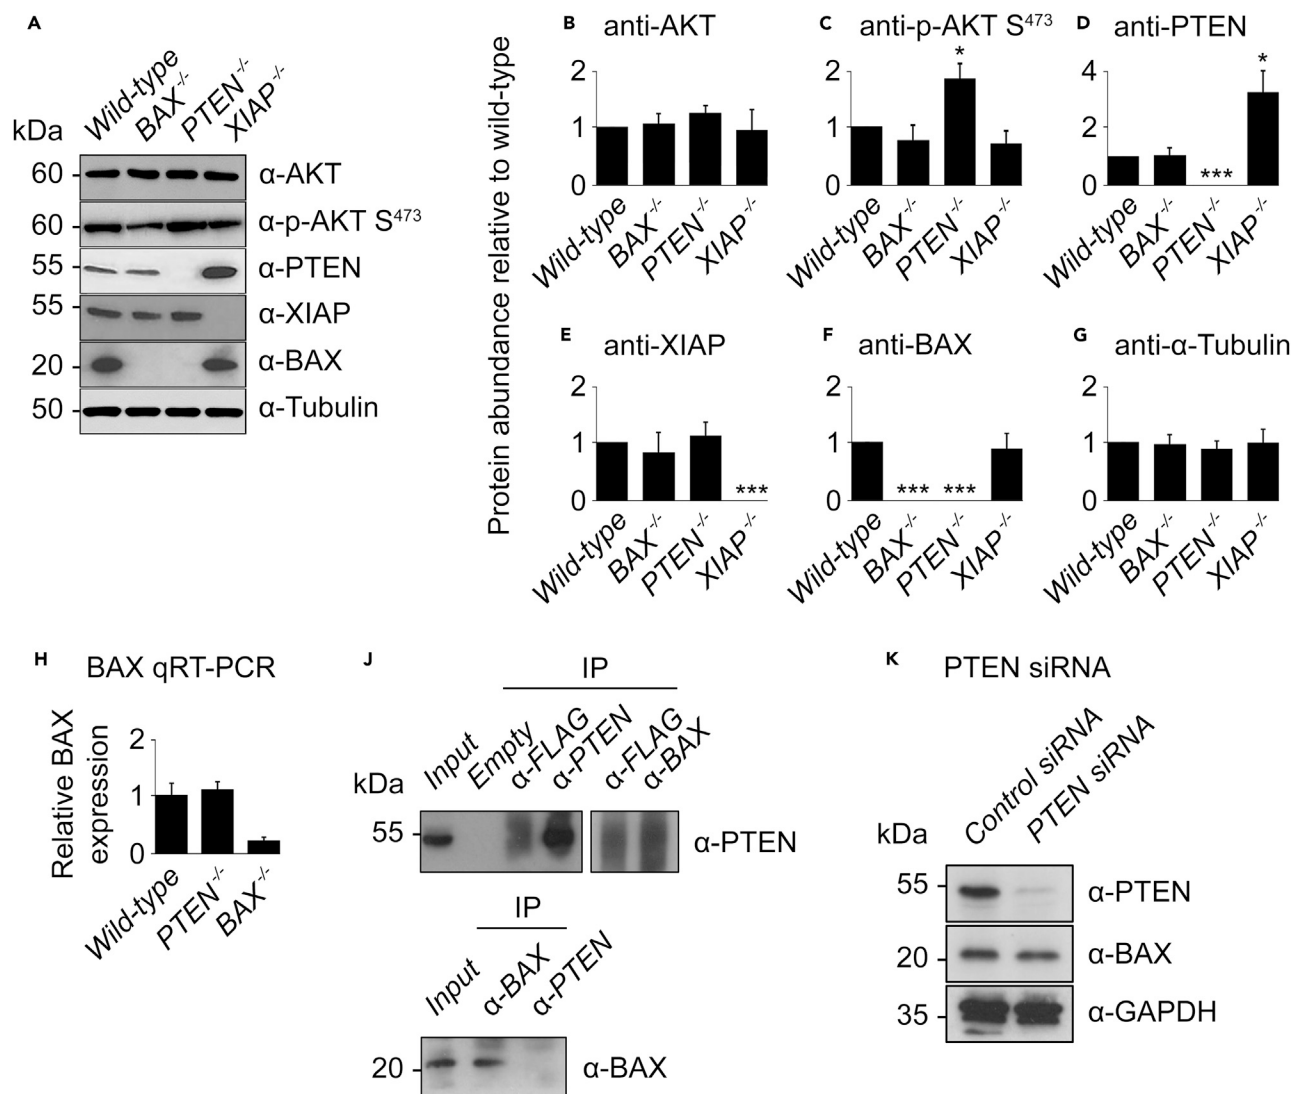 A
Wild-type
BAX-/-
PTEN-/-
XIAP-/-
kDa
60
α-AKT
60
α-p-AKT S473
55
α-PTEN
55
α-XIAP
20
α-BAX
50
α-Tubulin
Protein abundance relative to wild-type
B anti-AKT
2
1
0
Wild-type
BAX-/-
PTEN-/-
XIAP-/-
C anti-p-AKT S473
2
1
0
*
Wild-type
BAX-/-
PTEN-/-
XIAP-/-
D anti-PTEN
4
2
0
***
*
Wild-type
BAX-/-
PTEN-/-
XIAP-/-
E anti-XIAP
2
1
0
***
Wild-type
BAX-/-
PTEN-/-
XIAP-/-
F anti-BAX
2
1
0
***
***
Wild-type
BAX-/-
PTEN-/-
XIAP-/-
G anti-α-Tubulin
2
1
0
Wild-type
BAX-/-
PTEN-/-
XIAP-/-
H BAX qRT-PCR
Relative BAX
expression
2
1
0
Wild-type
PTEN-/-
BAX-/-
J
IP
Input
Empty
α-FLAG
α-PTEN
α-FLAG
α-BAX
kDa
55
α-PTEN
IP
Input
α-BAX
α-PTEN
20
α-BAX
K PTEN siRNA
Control siRNA
PTEN siRNA
kDa
55
α-PTEN
20
α-BAX
35
α-GAPDH